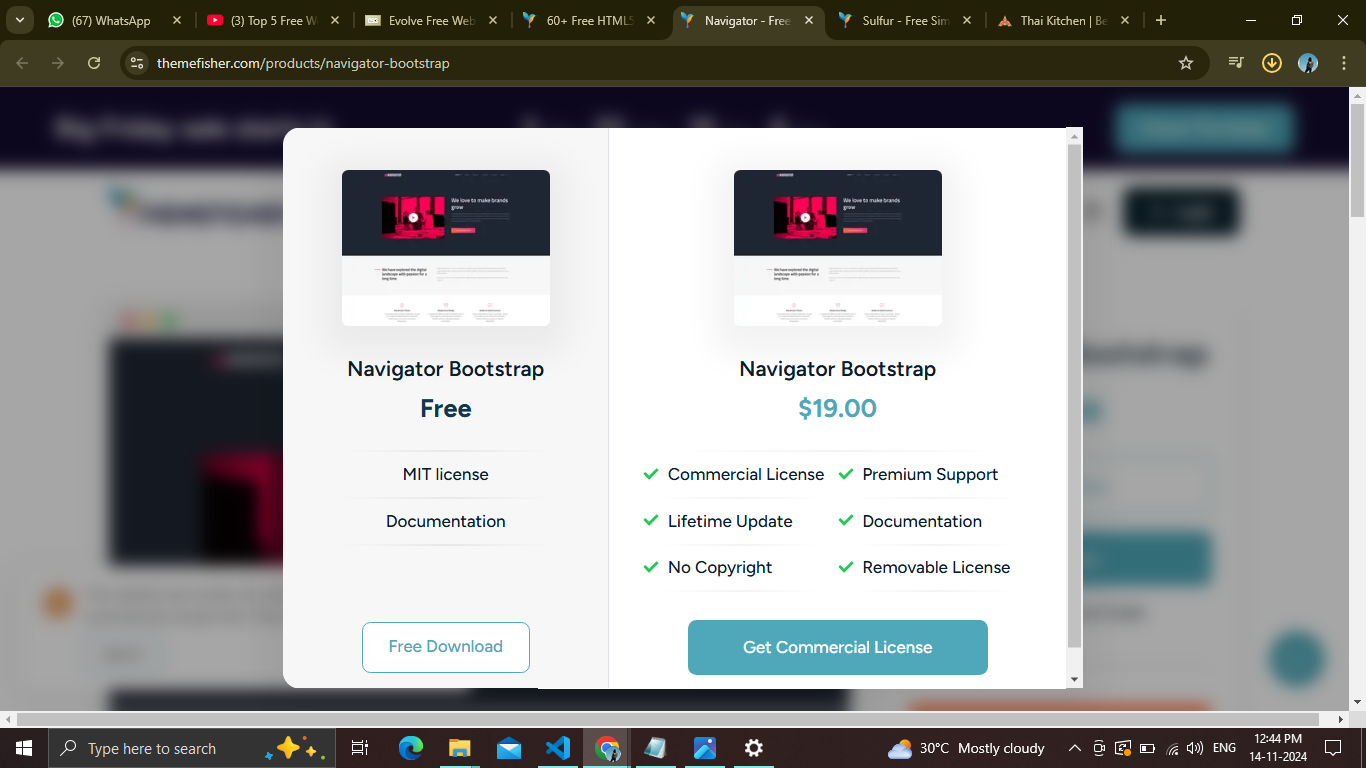 (67) WhatsApp
(3) Top 5 Free W
Evolve Free Web
60+ Free HTML5
Navigator - Free
Sulfur - Free Sim
Thai Kitchen | Be
themefisher.com/products/navigator-bootstrap
We love to make brands
grow
We have explored the digital
landscape with passion for a
long time
Navigator Bootstrap
Free
MIT license
Documentation
Free Download
We love to make brands
grow
We have explored the digital
landscape with passion for a
long time
Navigator Bootstrap
$19.00
Commercial License
Premium Support
Lifetime Update
Documentation
No Copyright
Removable License
Get Commercial License
Type here to search
30°C Mostly cloudy
ENG
12:44 PM
14-11-2024